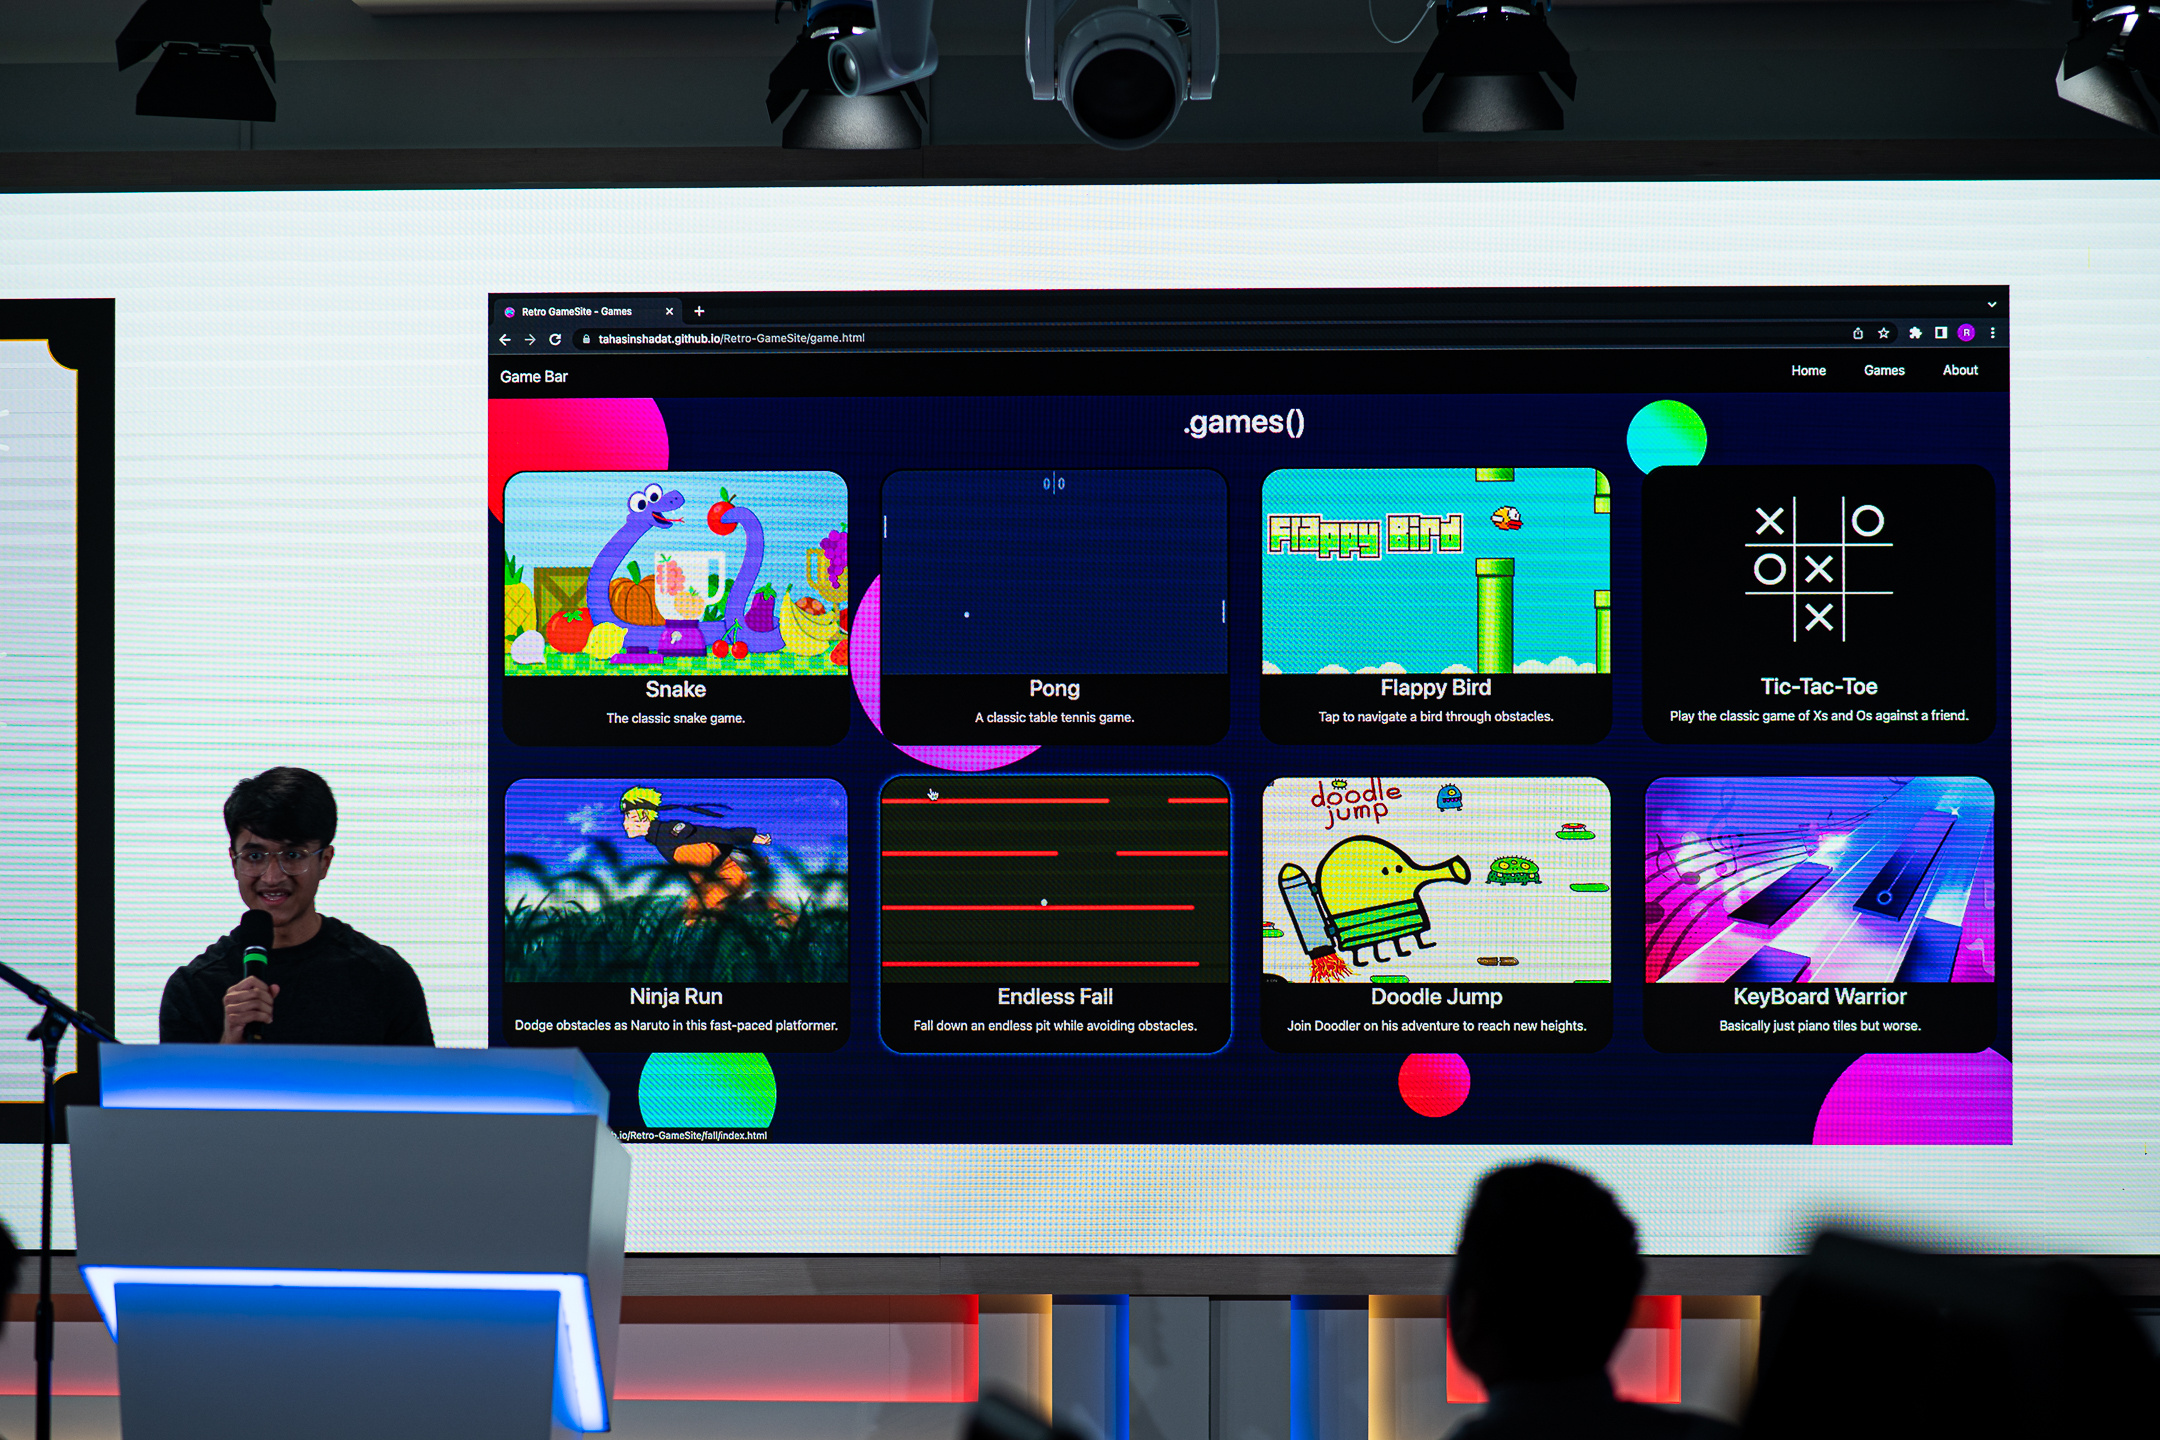 Retro GameSite - Games
tahasinshadat.github.io/Retro-GameSite/game.html
R
Game Bar
Home Games About
.games()
0 0
Flappy Bird
X O
O X
X
Snake
The classic snake game.
Pong
A classic table tennis game.
Flappy Bird
Tap to navigate a bird through obstacles.
Tic-Tac-Toe
Play the classic game of Xs and Os against a friend.
doodle
jump
Ninja Run
Dodge obstacles as Naruto in this fast-paced platformer.
Endless Fall
Fall down an endless pit while avoiding obstacles.
Doodle Jump
Join Doodler on his adventure to reach new heights.
KeyBoard Warrior
Basically just piano tiles but worse.
b.io/Retro-GameSite/fall/index.html